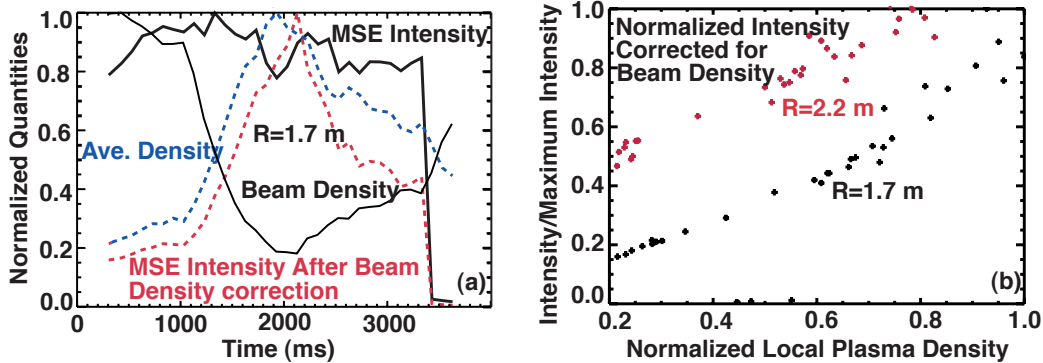 1.0
0.8
0.6
0.4
0.2
0.0
Normalized Quantities
MSE Intensity
R=1.7 m
Ave. Density
Beam Density
MSE Intensity After Beam
Density correction
(a)
0
1000
2000
3000
Time (ms)
1.0
0.8
0.6
0.4
0.2
0.0
Intensity/Maximum Intensity
Normalized Intensity
Corrected for
Beam Density
R=2.2 m
R=1.7 m
(b)
0.2
0.4
0.6
0.8
1.0
Normalized Local Plasma Density